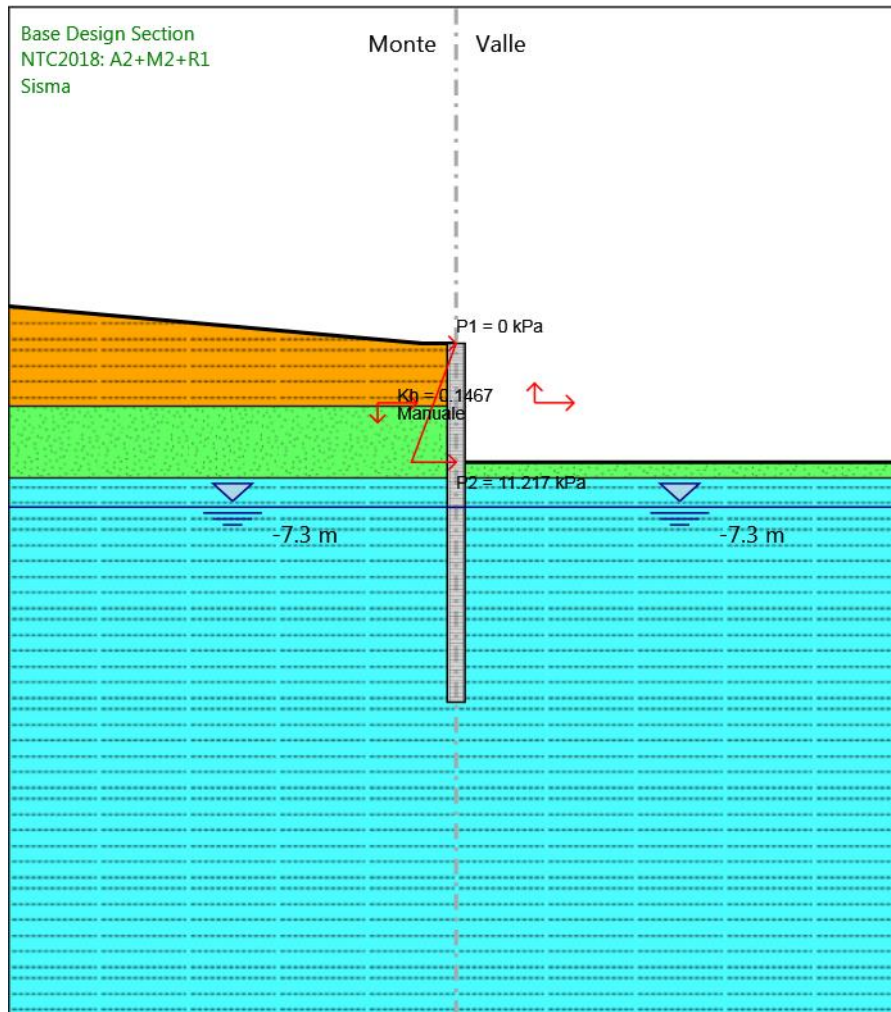 Base Design Section
NTC2018: A2+M2+R1
Sisma
Monte
Valle
P1 = 0 kPa
Kh = 0.1467
Manuale
P2 = 11.217 kPa
-7.3 m
-7.3 m